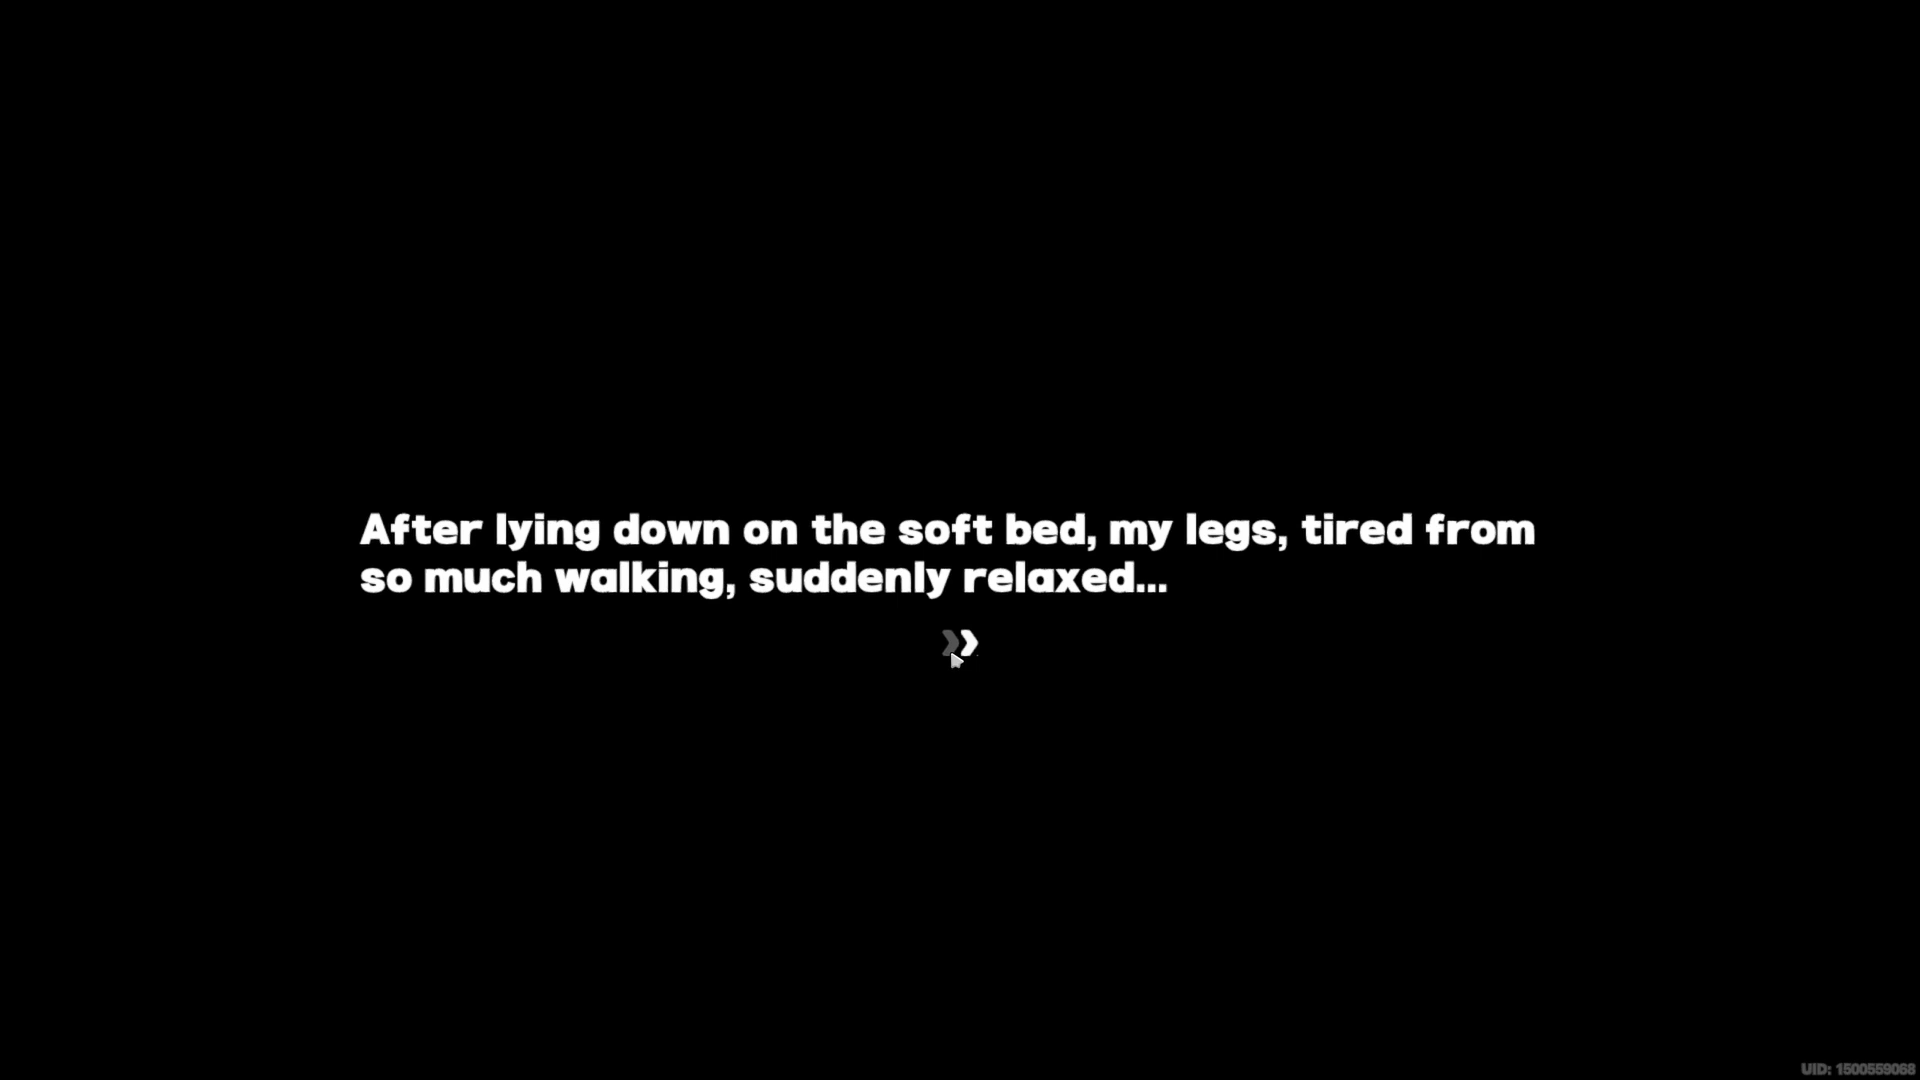 After lying down on the soft bed, my legs, tired from
so much walking, suddenly relaxed...
UID: 1500559068